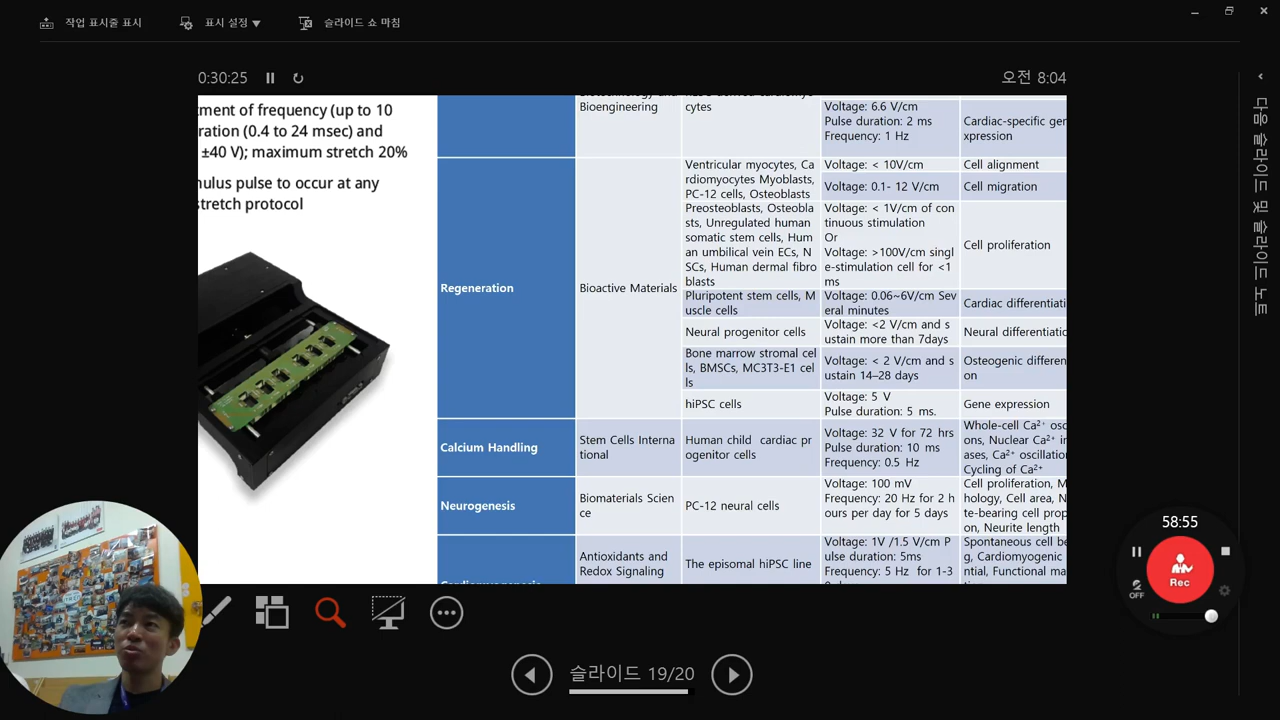 작업 표시줄 표시
표시 설정 ▼
슬라이드 쇼 마침
0:30:25
오전 8:04
tment of frequency (up to 10
ration (0.4 to 24 msec) and
±40 V); maximum stretch 20%
nulus pulse to occur at any
stretch protocol
Bioengineering
cytes
Voltage: 6.6 V/cm
Pulse duration: 2 ms
Frequency: 1 Hz
Cardiac-specific ger
xpression
Regeneration
Bioactive Materials
Ventricular myocytes, Ca
rdiomyocytes Myoblasts,
PC-12 cells, Osteoblasts
Voltage: < 10V/cm
Cell alignment
Voltage: 0.1- 12 V/cm
Cell migration
Preosteoblasts, Osteobla
sts, Unregulated human
somatic stem cells, Hum
an umbilical vein ECs, N
SCs, Human dermal fibro
blasts
Voltage: < 1V/cm of con
tinuous stimulation
Or
Voltage: >100V/cm singl
e-stimulation cell for <1
ms
Cell proliferation
Pluripotent stem cells, M
uscle cells
Voltage: 0.06~6V/cm Sev
eral minutes
Cardiac differentiati
Neural progenitor cells
Voltage: <2 V/cm and s
ustain more than 7days
Neural differentiatic
Bone marrow stromal cel
ls, BMSCs, MC3T3-E1 cel
ls
Voltage: < 2 V/cm and s
ustain 14–28 days
Osteogenic differen
on
hiPSC cells
Voltage: 5 V
Pulse duration: 5 ms.
Gene expression
Calcium Handling
Stem Cells Interna
tional
Human child cardiac pr
ogenitor cells
Voltage: 32 V for 72 hrs
Pulse duration: 10 ms
Frequency: 0.5 Hz
Whole-cell Ca²⁺ osc
ons, Nuclear Ca²⁺ in
ases, Ca²⁺ oscillation
Cycling of Ca²⁺
Neurogenesis
Biomaterials Scien
ce
PC-12 neural cells
Voltage: 100 mV
Frequency: 20 Hz for 2 h
ours per day for 5 days
Cell proliferation, M
hology, Cell area, N
te-bearing cell prop
on, Neurite length
Antioxidants and
Redox Signaling
The episomal hiPSC line
Voltage: 1V /1.5 V/cm P
ulse duration: 5ms
Frequency: 5 Hz for 1-3
Spontaneous cell be
g, Cardiomyogenic
ntial, Functional ma
다음 슬라이드 및 슬라이드 노트
58:55
Rec
OFF
슬라이드 19/20